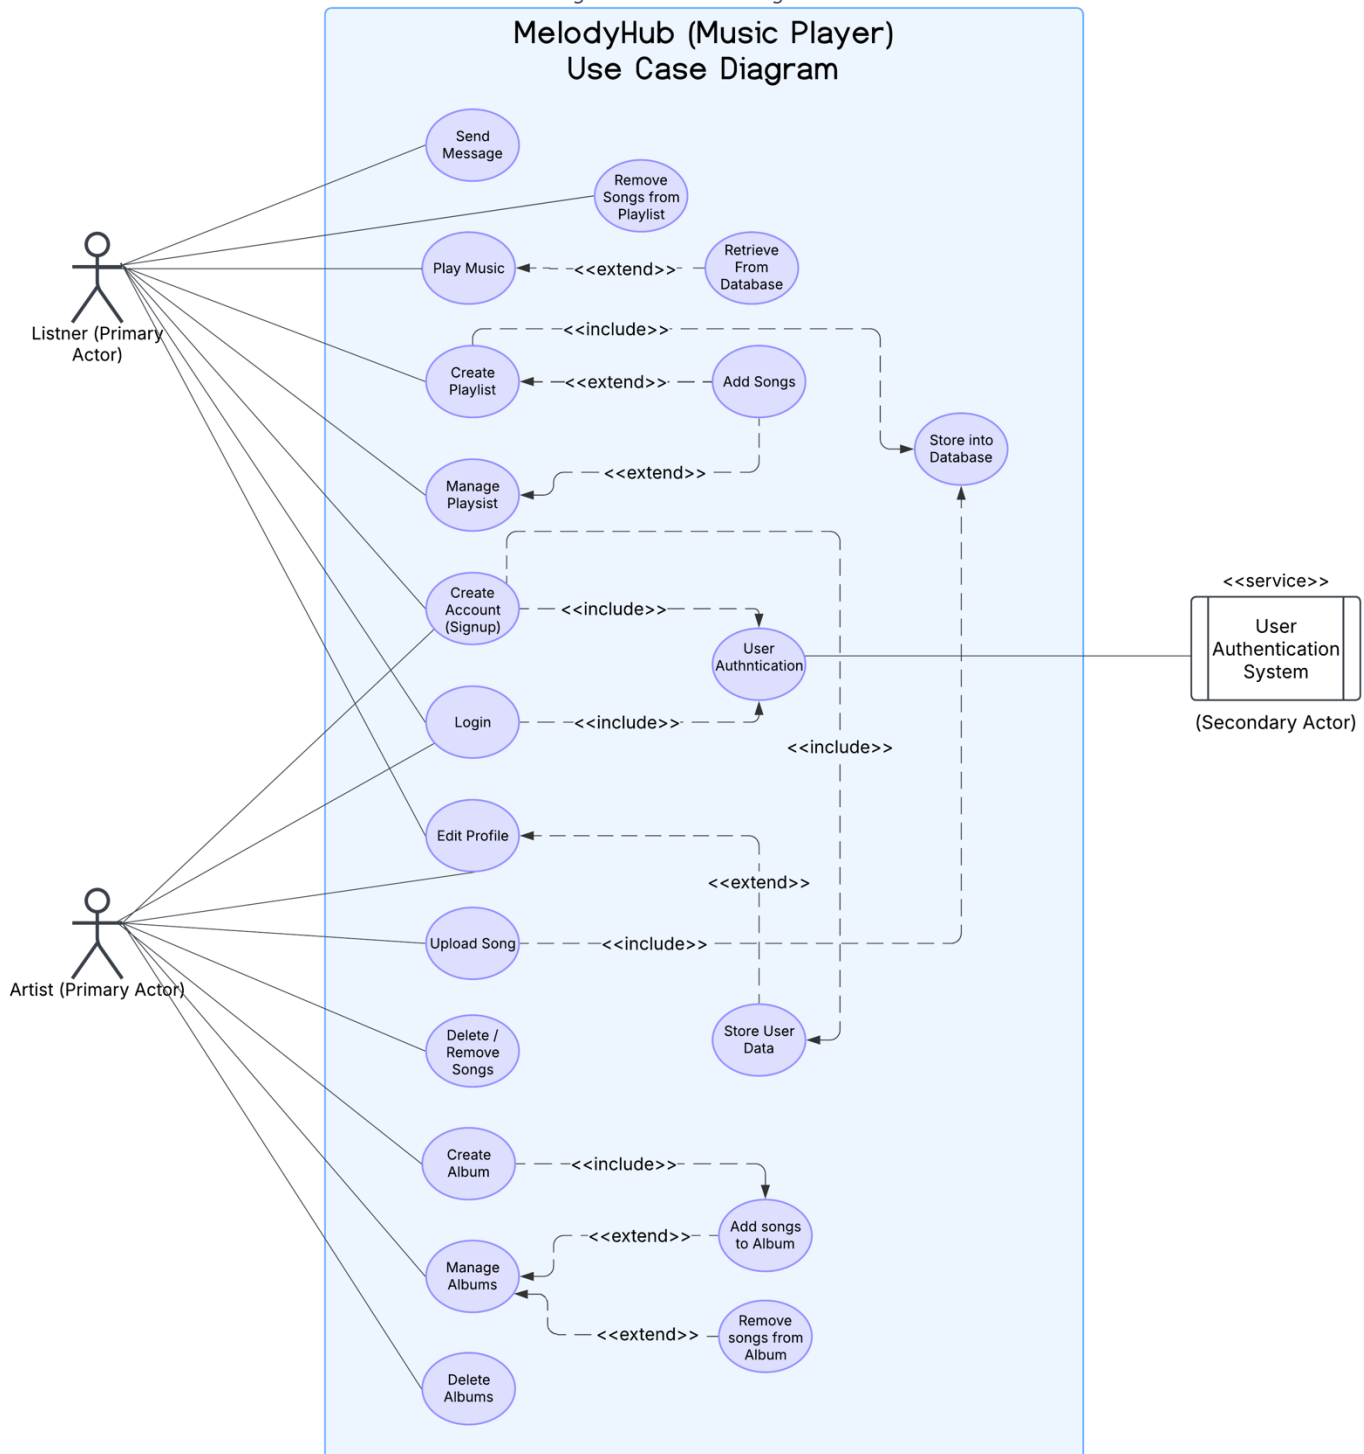 MelodyHub (Music Player)
Use Case Diagram
Send
Message
Remove
Songs from
Playlist
Play Music
<<extend>>
Retrieve
From
Database
Listner (Primary
Actor)
<<include>>
Create
Playlist
<<extend>>
Add Songs
Store into
Database
<<extend>>
Manage
Playsist
<<service>>
Create
Account
(Signup)
<<include>>
User
Authntication
User
Authentication
System
(Secondary Actor)
Login
<<include>>
<<include>>
Edit Profile
<<extend>>
Upload Song
<<include>>
Artist (Primary Actor)
Store User
Data
Delete /
Remove
Songs
Create
Album
<<include>>
Add songs
to Album
<<extend>>
Manage
Albums
<<extend>>
Remove
songs from
Album
Delete
Albums